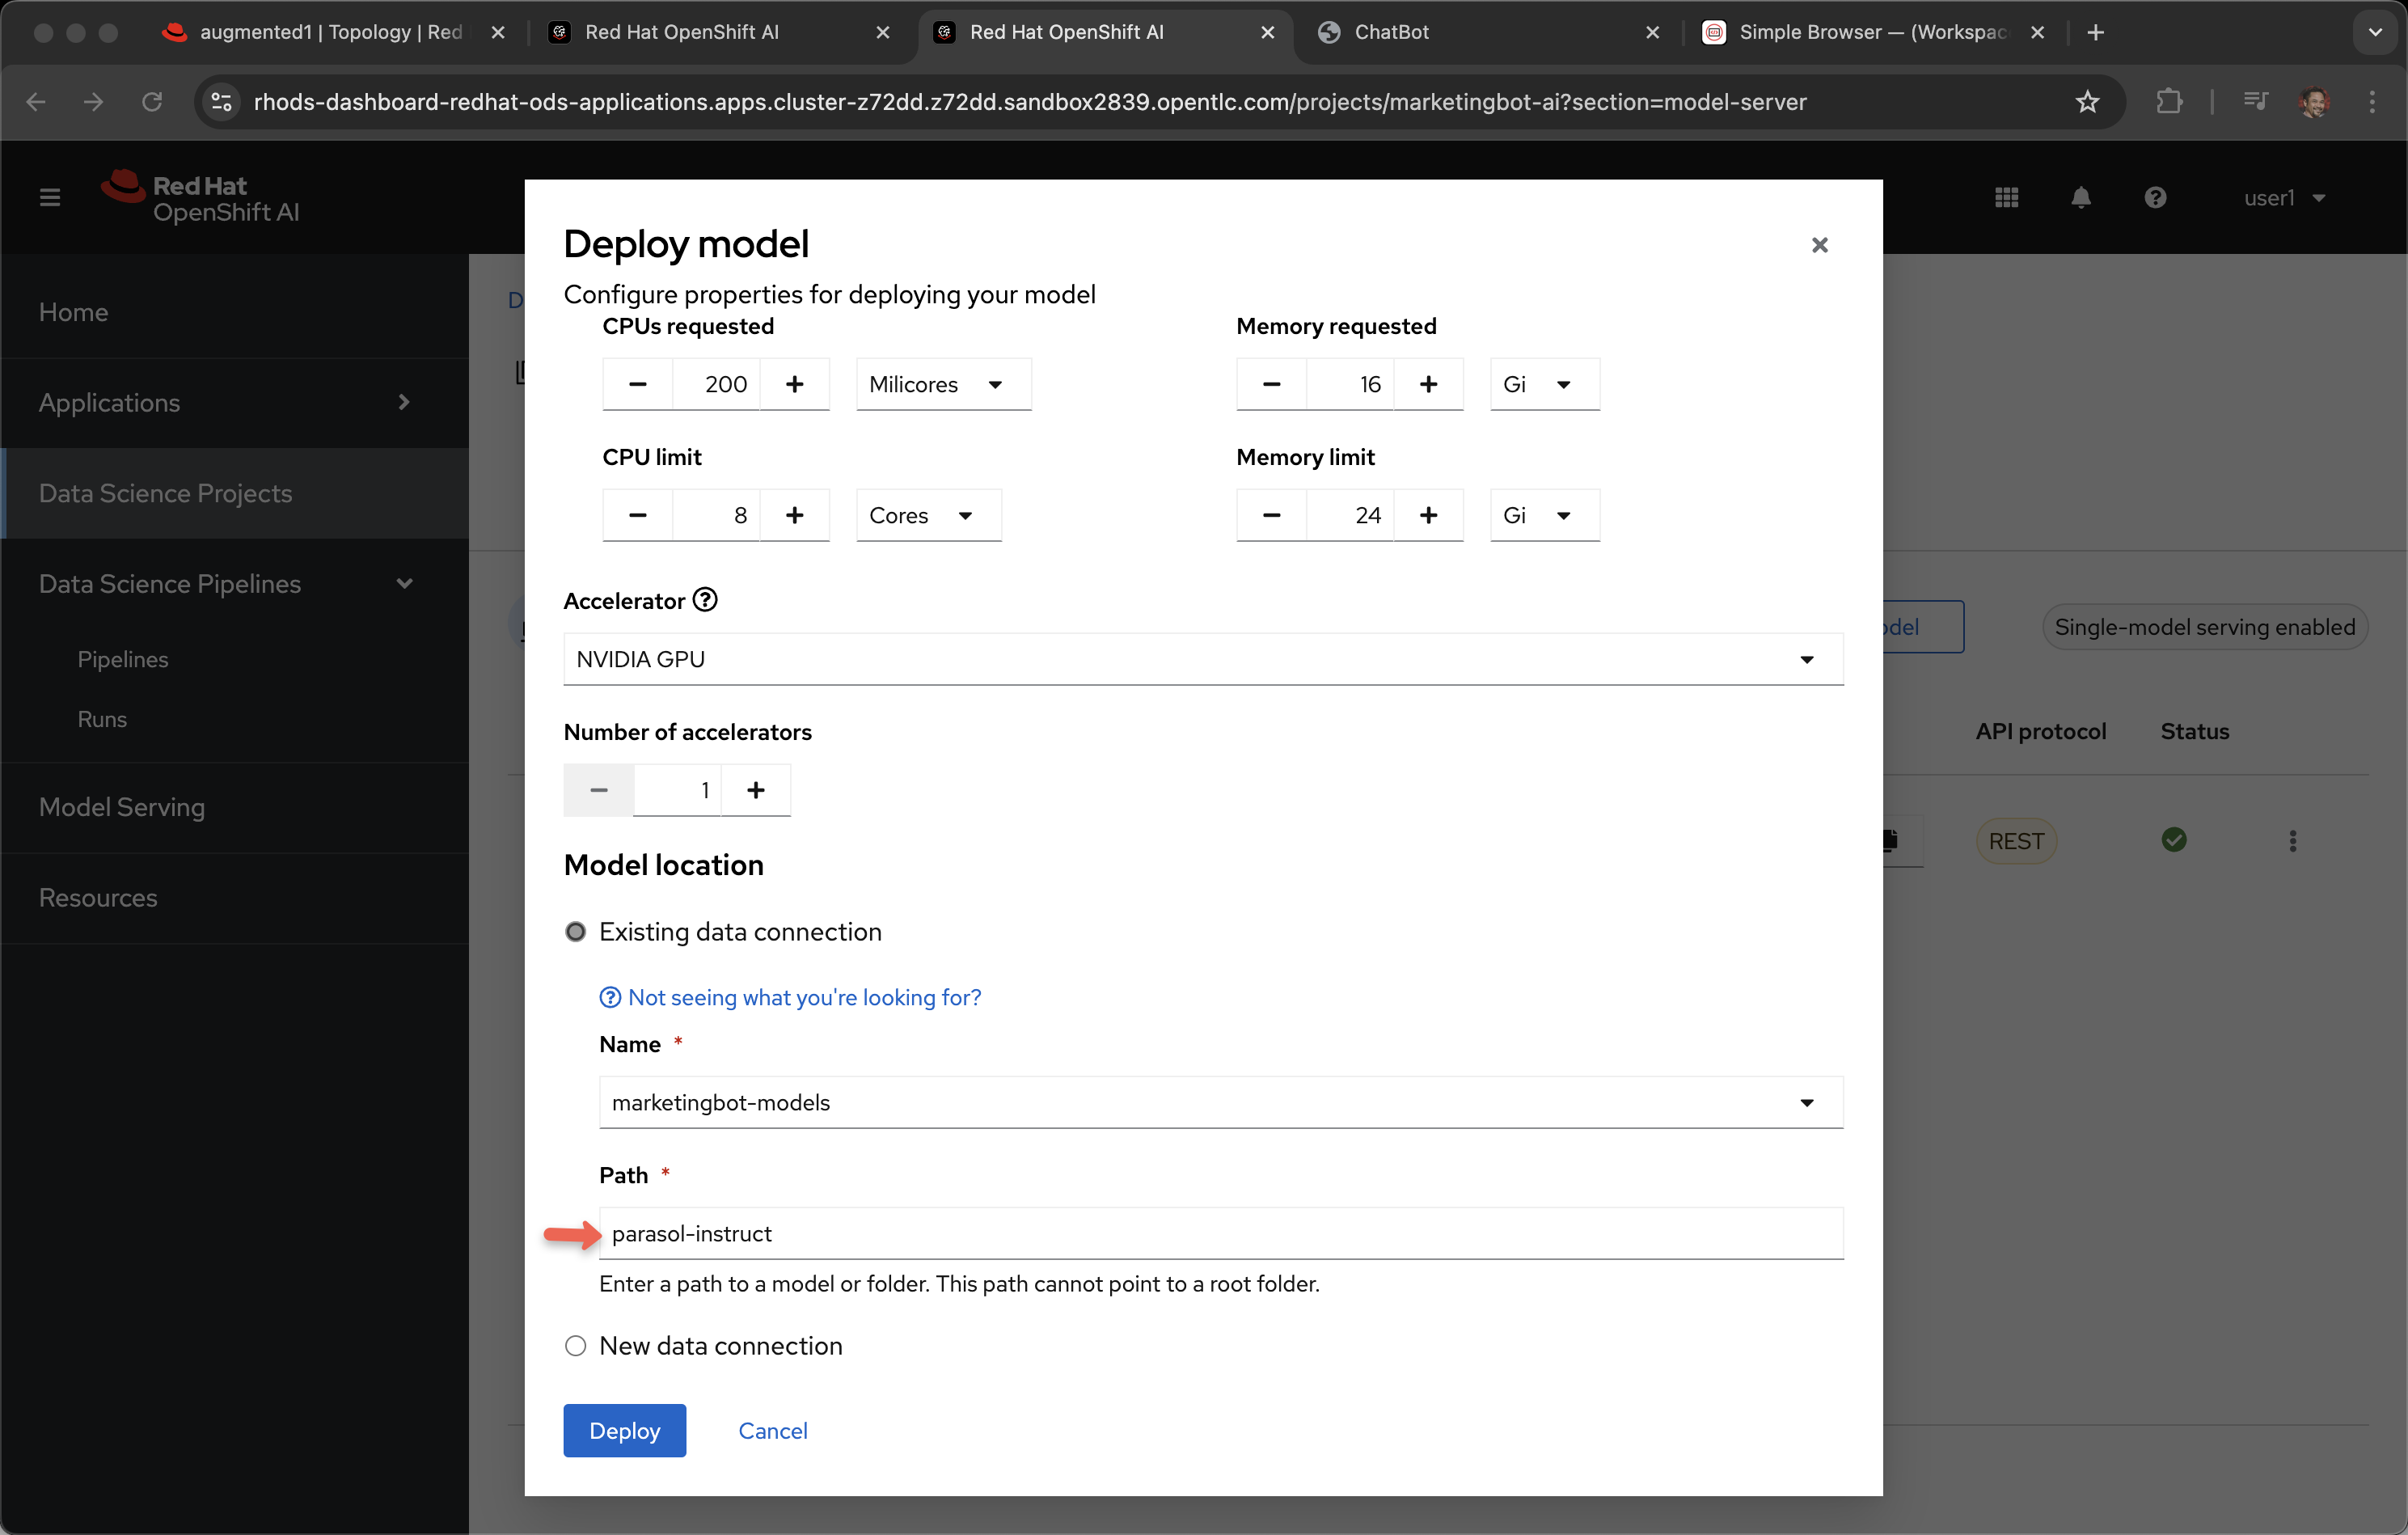 augmented1 | Topology | Red
Red Hat OpenShift AI
Red Hat OpenShift AI
ChatBot
Simple Browser — (Workspac
rhods-dashboard-redhat-ods-applications.apps.cluster-z72dd.z72dd.sandbox2839.opentlc.com/projects/marketingbot-ai?section=model-server
Red Hat
OpenShift AI
user1
Home
Applications
Data Science Projects
Data Science Pipelines
Pipelines
Runs
Model Serving
Resources
D
Deploy model
Configure properties for deploying your model
CPUs requested
Memory requested
200
Milicores
16
Gi
CPU limit
Memory limit
8
Cores
24
Gi
Accelerator
NVIDIA GPU
Number of accelerators
1
Model location
Existing data connection
Not seeing what you're looking for?
Name *
marketingbot-models
Path *
parasol-instruct
Enter a path to a model or folder. This path cannot point to a root folder.
New data connection
Deploy
Cancel
odel
Single-model serving enabled
API protocol
Status
REST